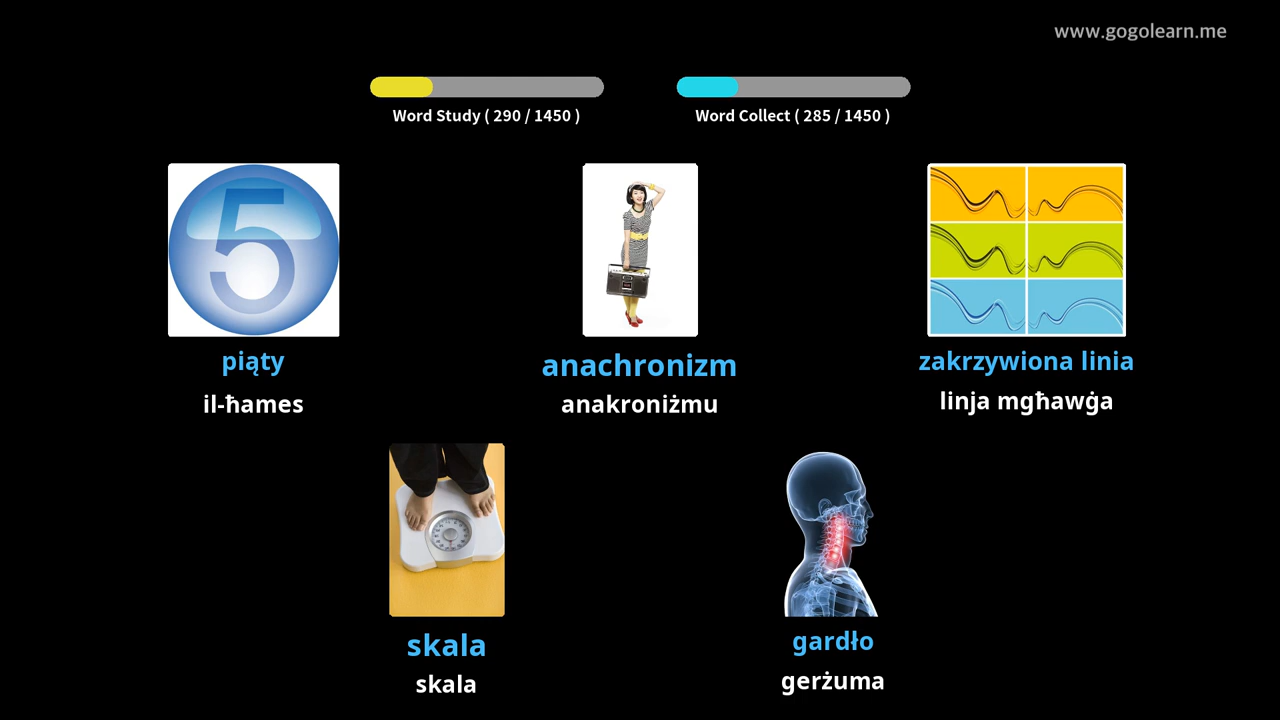 www.gogolearn.me
Word Study ( 290 / 1450 )
Word Collect ( 285 / 1450 )
5
piąty
il-ħames
anachronizm
anakroniżmu
zakrzywiona linia
linja mgħawġa
skala
skala
gardło
gerżuma